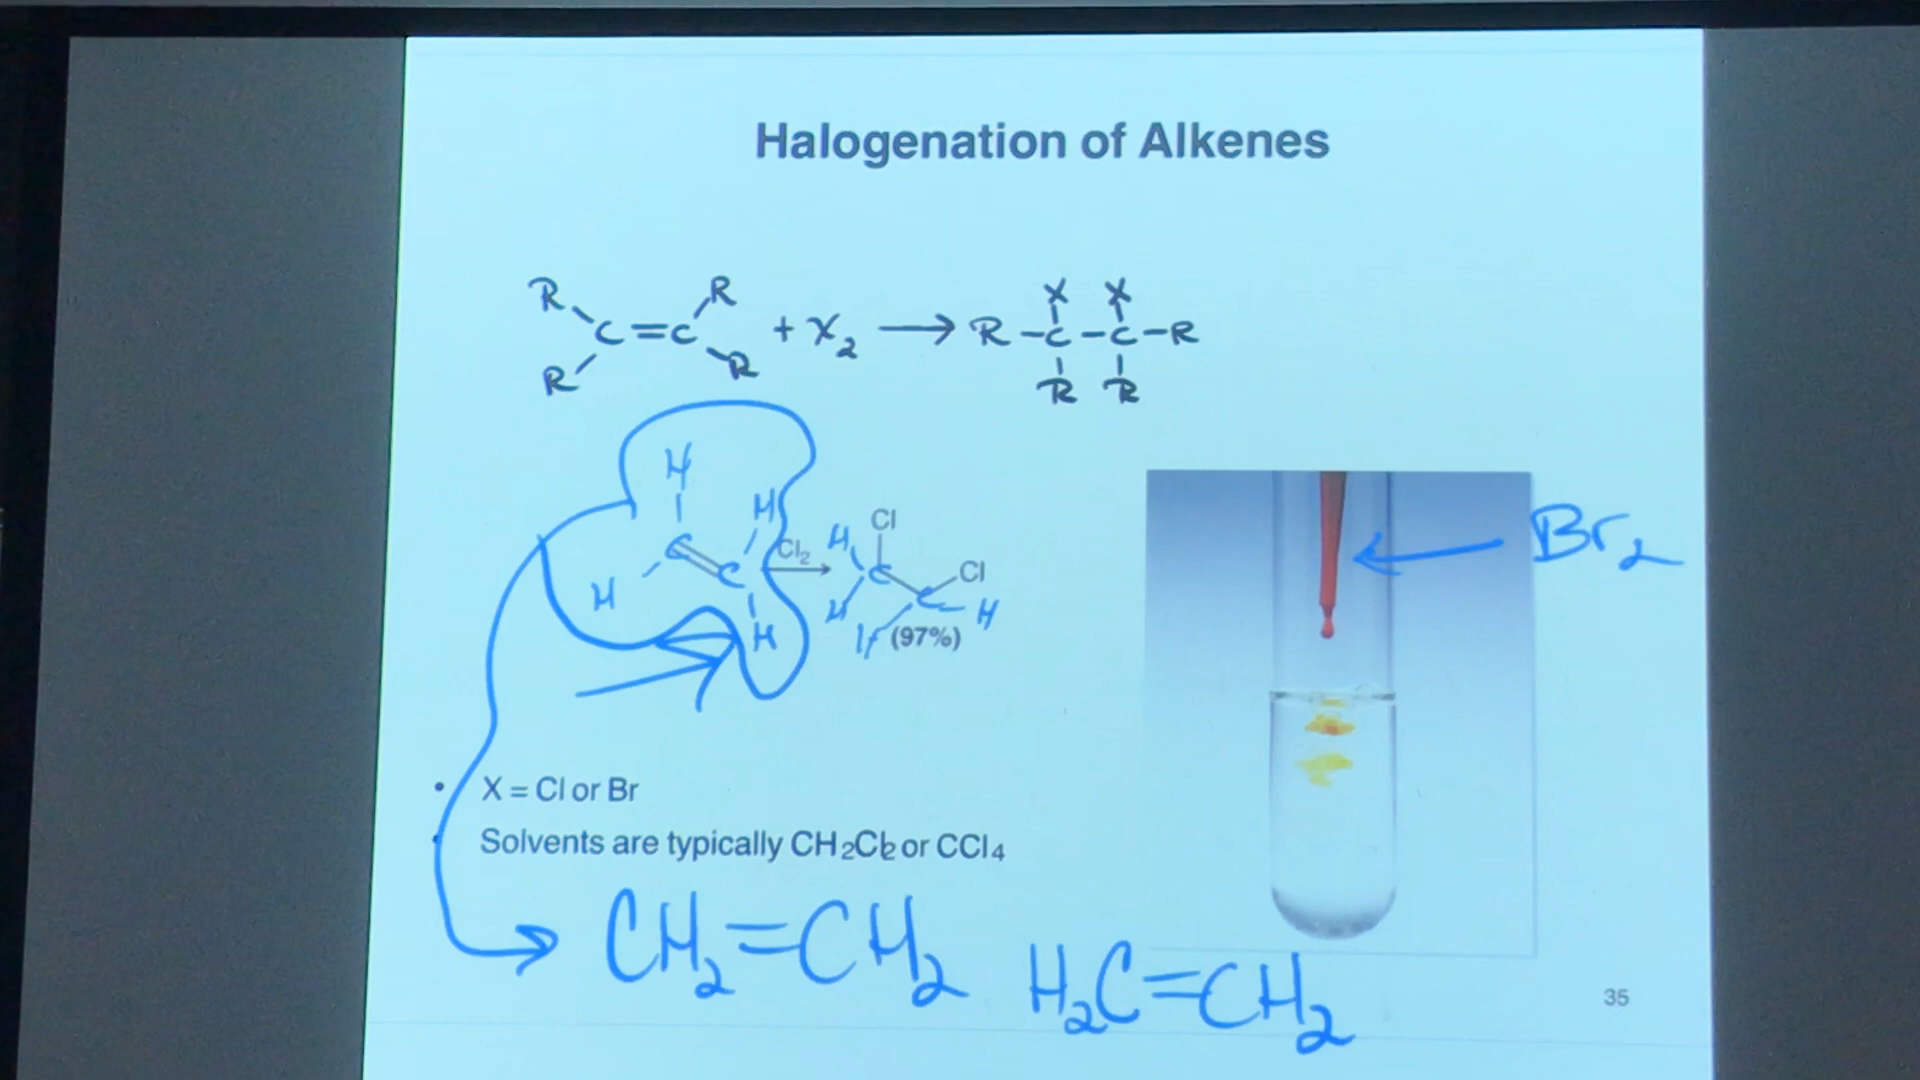 Halogenation of Alkenes
R R X X
C=C + X2 → R-C-C-R
R R R R
H
H Cl
C Cl2 H Cl
C C
H C H
H H H (97%)
Br2
• X = Cl or Br
• Solvents are typically CH2Cl2 or CCl4
CH2=CH2 H2C=CH2
35